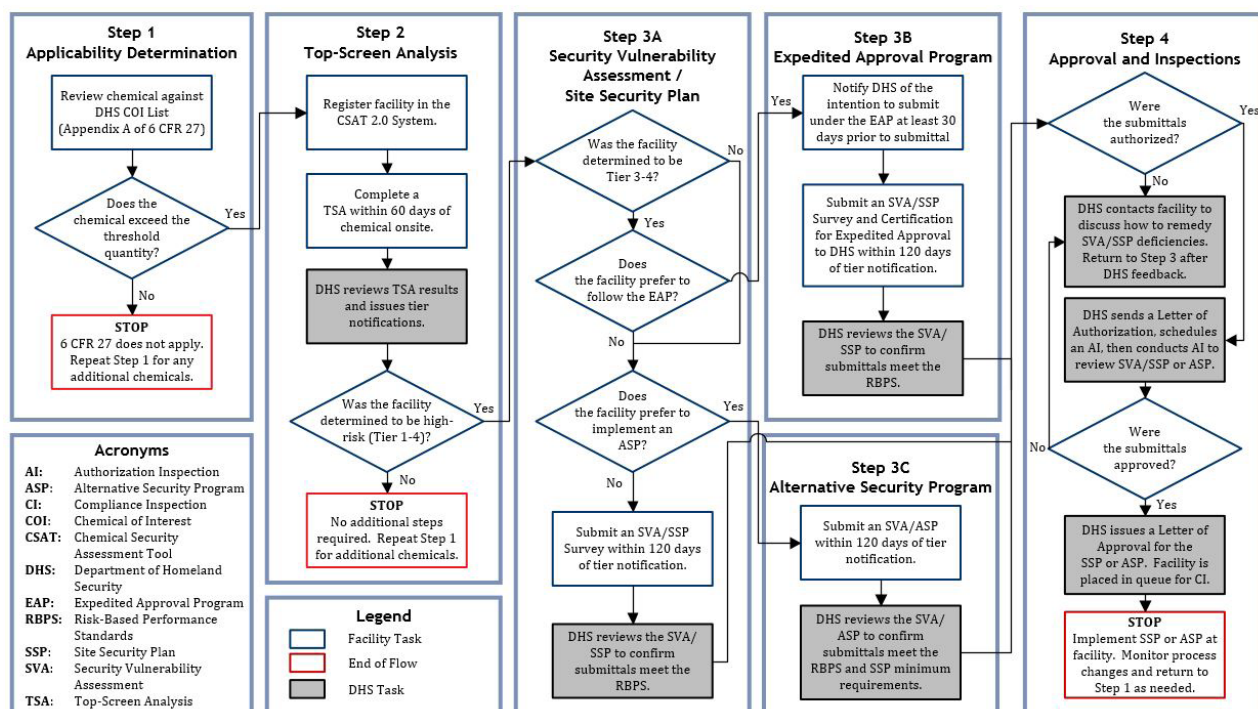 Step 1
Applicability Determination
Review chemical against
DHS COI List
(Appendix A of 6 CFR 27)
Does the
chemical exceed the
threshold
quantity?
Yes
No
STOP
6 CFR 27 does not apply.
Repeat Step 1 for any
additional chemicals.
Acronyms
AI: Authorization Inspection
ASP: Alternative Security Program
CI: Compliance Inspection
COI: Chemical of Interest
CSAT: Chemical Security
Assessment Tool
DHS: Department of Homeland
Security
EAP: Expedited Approval Program
RBPS: Risk-Based Performance
Standards
SSP: Site Security Plan
SVA: Security Vulnerability
Assessment
TSA: Top-Screen Analysis
Step 2
Top-Screen Analysis
Register facility in the
CSAT 2.0 System.
Complete a
TSA within 60 days of
chemical onsite.
DHS reviews TSA results
and issues tier
notifications.
Was the facility
determined to be high-
risk (Tier 1-4)?
Yes
No
STOP
No additional steps
required. Repeat Step 1
for additional chemicals.
Legend
Facility Task
End of Flow
DHS Task
Step 3A
Security Vulnerability
Assessment /
Site Security Plan
Was the facility
determined to be
Tier 3-4?
No
Yes
Does
the facility prefer to
follow the EAP?
Yes
No
Does
the facility prefer to
implement an
ASP?
Yes
No
Submit an SVA/SSP
Survey within 120 days
of tier notification.
DHS reviews the SVA/
SSP to confirm
submittals meet the
RBPS.
Step 3B
Expedited Approval Program
Notify DHS of the
intention to submit
under the EAP at least 30
days prior to submittal
Submit an SVA/SSP
Survey and Certification
for Expedited Approval
to DHS within 120 days
of tier notification.
DHS reviews the SVA/
SSP to confirm
submittals meet the
RBPS.
Step 3C
Alternative Security Program
Submit an SVA/ASP
within 120 days of tier
notification.
DHS reviews the SVA/
ASP to confirm
submittals meet the
RBPS and SSP minimum
requirements.
Step 4
Approval and Inspections
Were
the submittals
authorized?
Yes
No
DHS contacts facility to
discuss how to remedy
SVA/SSP deficiencies.
Return to Step 3 after
DHS feedback.
DHS sends a Letter of
Authorization, schedules
an AI, then conducts AI to
review SVA/SSP or ASP.
Were
the submittals
approved?
No
Yes
DHS issues a Letter of
Approval for the
SSP or ASP. Facility is
placed in queue for CI.
STOP
Implement SSP or ASP at
facility. Monitor process
changes and return to
Step 1 as needed.